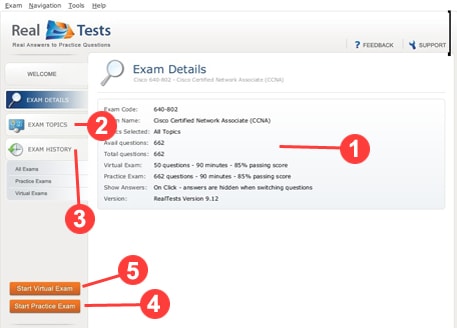 Exam Navigation Tools Help
Real Tests
Real Answers to Practice Questions
? FEEDBACK
SUPPORT
WELCOME
Exam Details
Cisco 640-802 - Cisco Certified Network Associate (CCNA)
EXAM DETAILS
EXAM TOPICS
EXAM HISTORY
All Exams
Practice Exams
Virtual Exams
Exam Code: 640-802
Name: Cisco Certified Network Associate (CCNA)
Selected: All Topics
Avail questions: 662
Total questions: 662
Virtual Exam: 50 questions - 90 minutes - 85% passing score
Practice Exam: 662 questions - 90 minutes - 85% passing score
Show Answers: On Click - answers are hidden when switching questions
Version: RealTests Version 9.12
1
2
3
Start Virtual Exam
5
Start Practice Exam
4